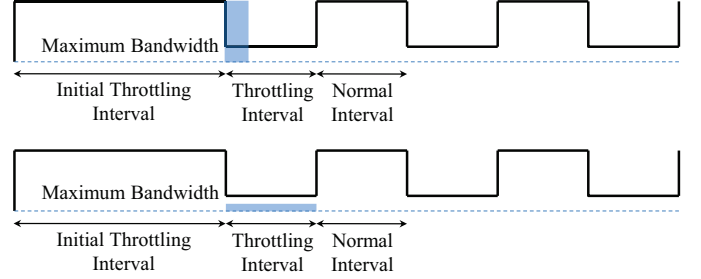 Maximum Bandwidth
Initial Throttling Interval
Throttling Interval
Normal Interval
Maximum Bandwidth
Initial Throttling Interval
Throttling Interval
Normal Interval